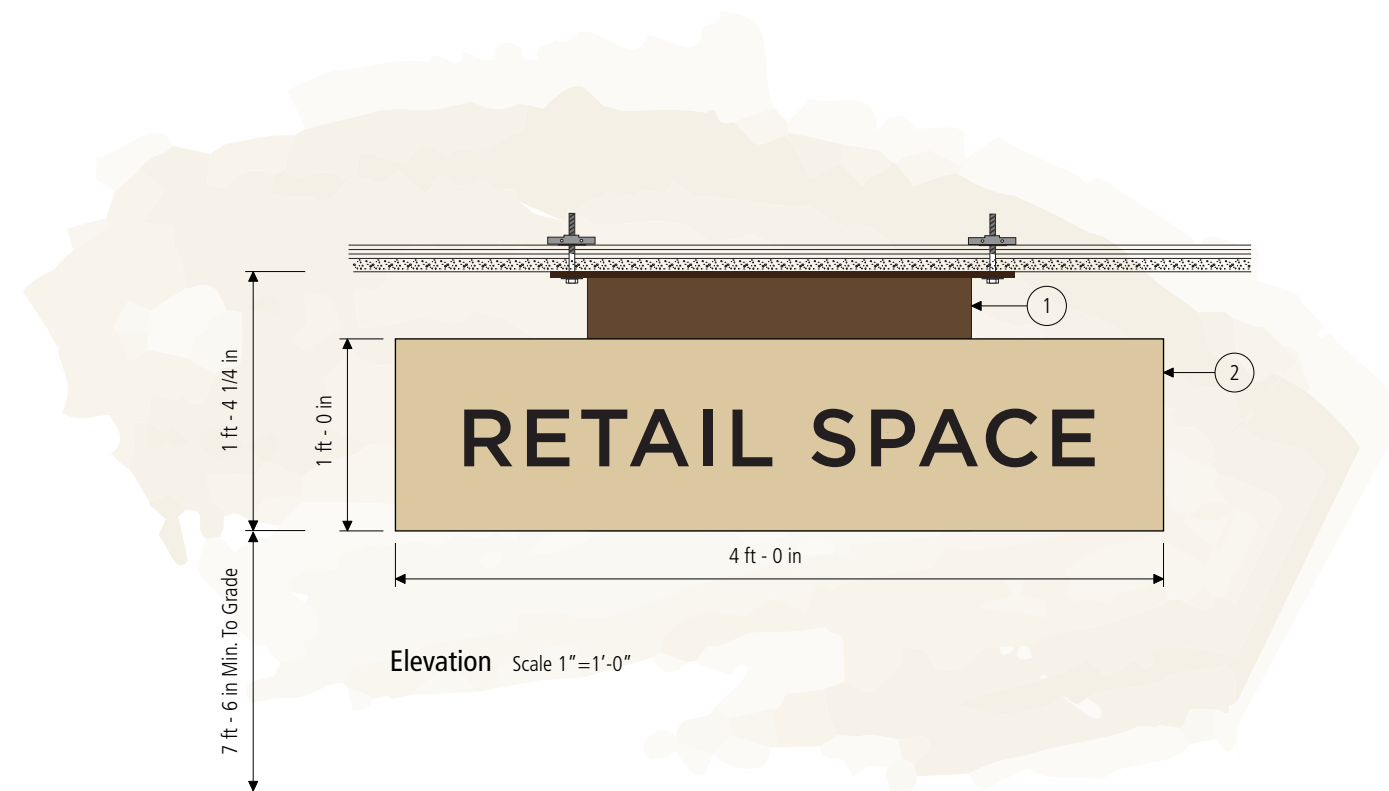 1
2
RETAIL SPACE
1 ft - 4 1/4 in
1 ft - 0 in
4 ft - 0 in
7 ft - 6 in Min. To Grade
Elevation Scale 1”=1’-0”